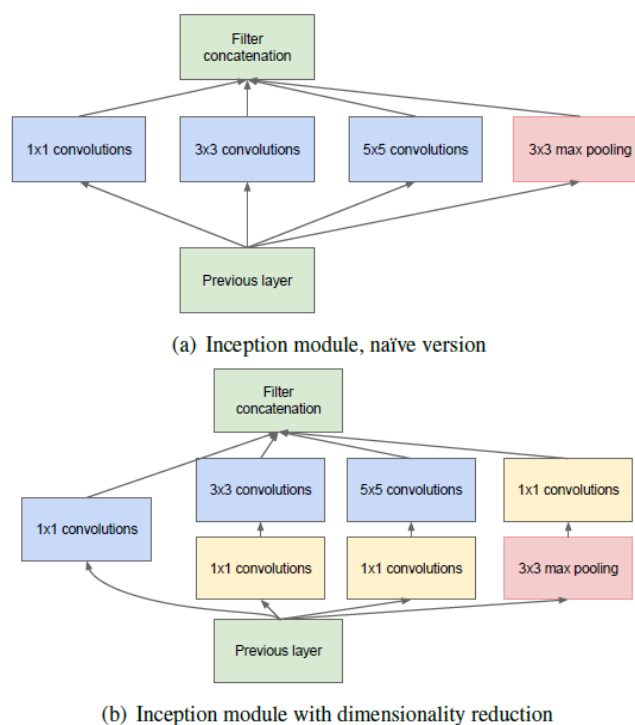 Filter
concatenation
1x1 convolutions
3x3 convolutions
5x5 convolutions
3x3 max pooling
Previous layer
(a) Inception module, naïve version
Filter
concatenation
3x3 convolutions
5x5 convolutions
1x1 convolutions
1x1 convolutions
1x1 convolutions
1x1 convolutions
3x3 max pooling
Previous layer
(b) Inception module with dimensionality reduction